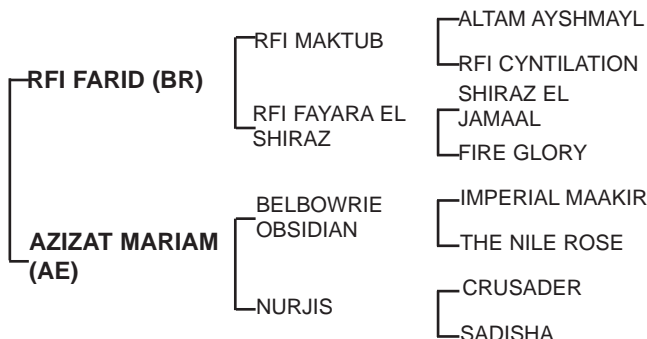 ALTAM AYSHMAYL
RFI MAKTUB
RFI CYNTILATION
RFI FARID (BR)
SHIRAZ EL
JAMAAL
RFI FAYARA EL
SHIRAZ
FIRE GLORY
IMPERIAL MAAKIR
BELBOWRIE
OBSIDIAN
THE NILE ROSE
AZIZAT MARIAM
(AE)
CRUSADER
NURJIS
SADISHA